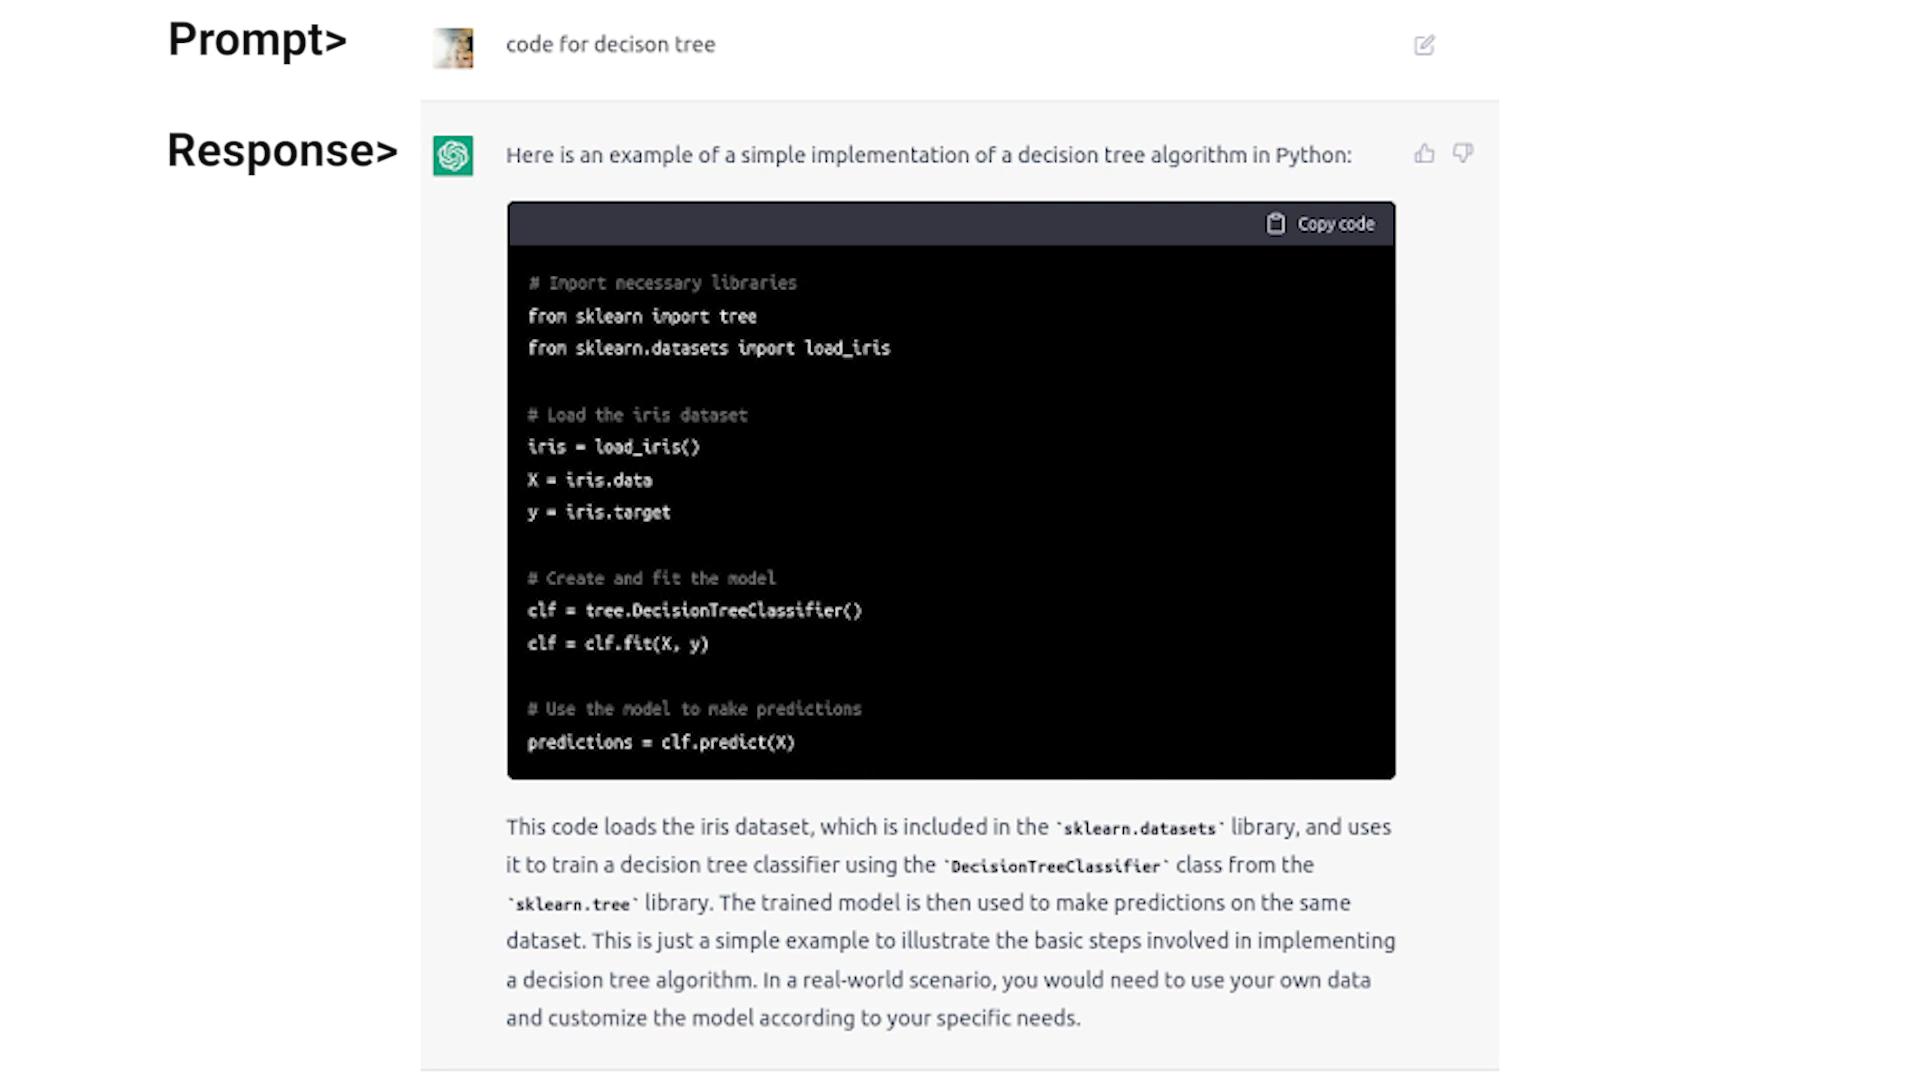 Prompt>
code for decison tree
Response>
Here is an example of a simple implementation of a decision tree algorithm in Python:
Copy code
# Import necessary libraries
from sklearn import tree
from sklearn.datasets import load_iris
# Load the iris dataset
iris = load_iris()
X = iris.data
y = iris.target
# Create and fit the model
clf = tree.DecisionTreeClassifier()
clf = clf.fit(X, y)
# Use the model to make predictions
predictions = clf.predict(X)
This code loads the iris dataset, which is included in the `sklearn.datasets` library, and uses
it to train a decision tree classifier using the `DecisionTreeClassifier` class from the
`sklearn.tree` library. The trained model is then used to make predictions on the same
dataset. This is just a simple example to illustrate the basic steps involved in implementing
a decision tree algorithm. In a real-world scenario, you would need to use your own data
and customize the model according to your specific needs.